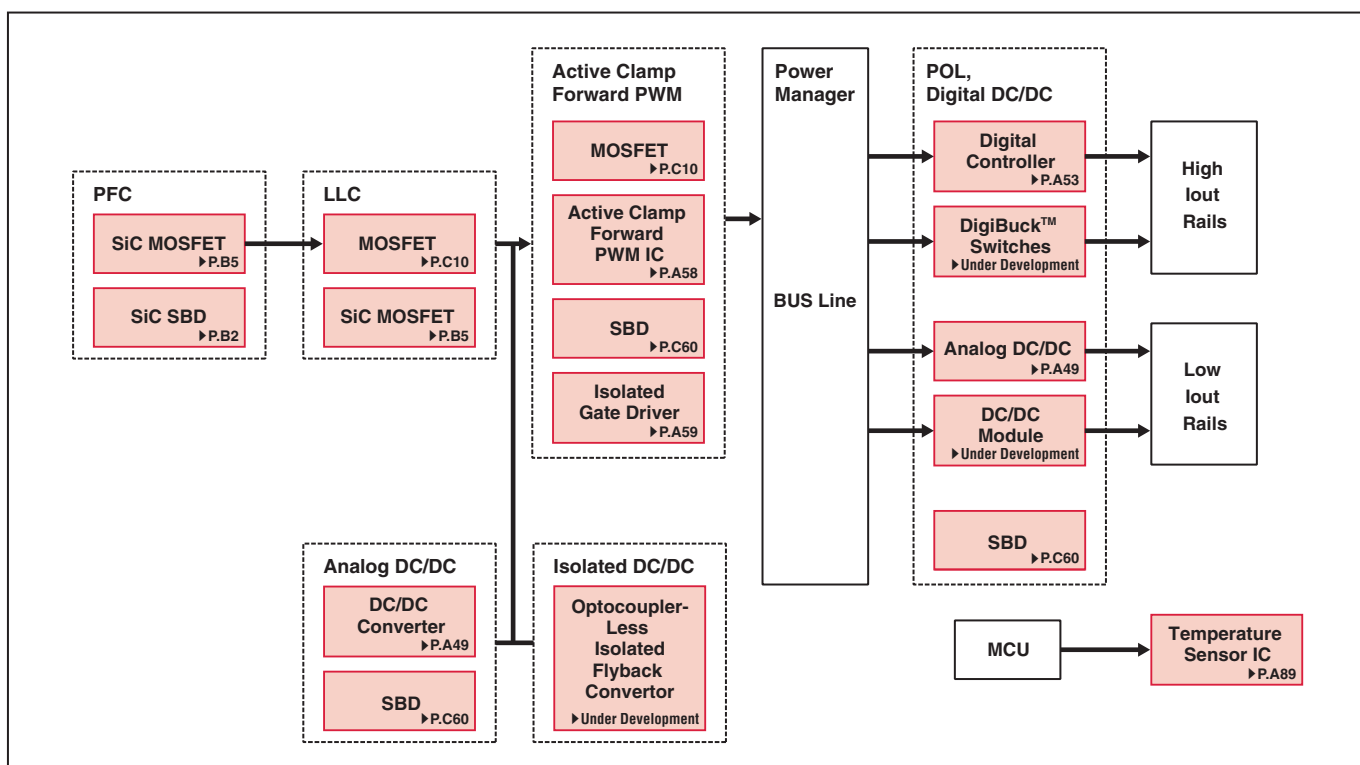 PFC
SiC MOSFET
▶P.B5
SiC SBD
▶P.B2
LLC
MOSFET
▶P.C10
SiC MOSFET
▶P.B5
Active Clamp
Forward PWM
MOSFET
▶P.C10
Active Clamp
Forward
PWM IC
▶P.A58
SBD
▶P.C60
Isolated
Gate Driver
▶P.A59
Power
Manager
BUS Line
POL,
Digital DC/DC
Digital
Controller
▶P.A53
DigiBuck™
Switches
▶Under Development
Analog DC/DC
▶P.A49
DC/DC
Module
▶Under Development
SBD
▶P.C60
High
Iout
Rails
Low
Iout
Rails
Analog DC/DC
DC/DC
Converter
▶P.A49
SBD
▶P.C60
Isolated DC/DC
Optocoupler-
Less
Isolated
Flyback
Convertor
▶Under Development
MCU
Temperature
Sensor IC
▶P.A89